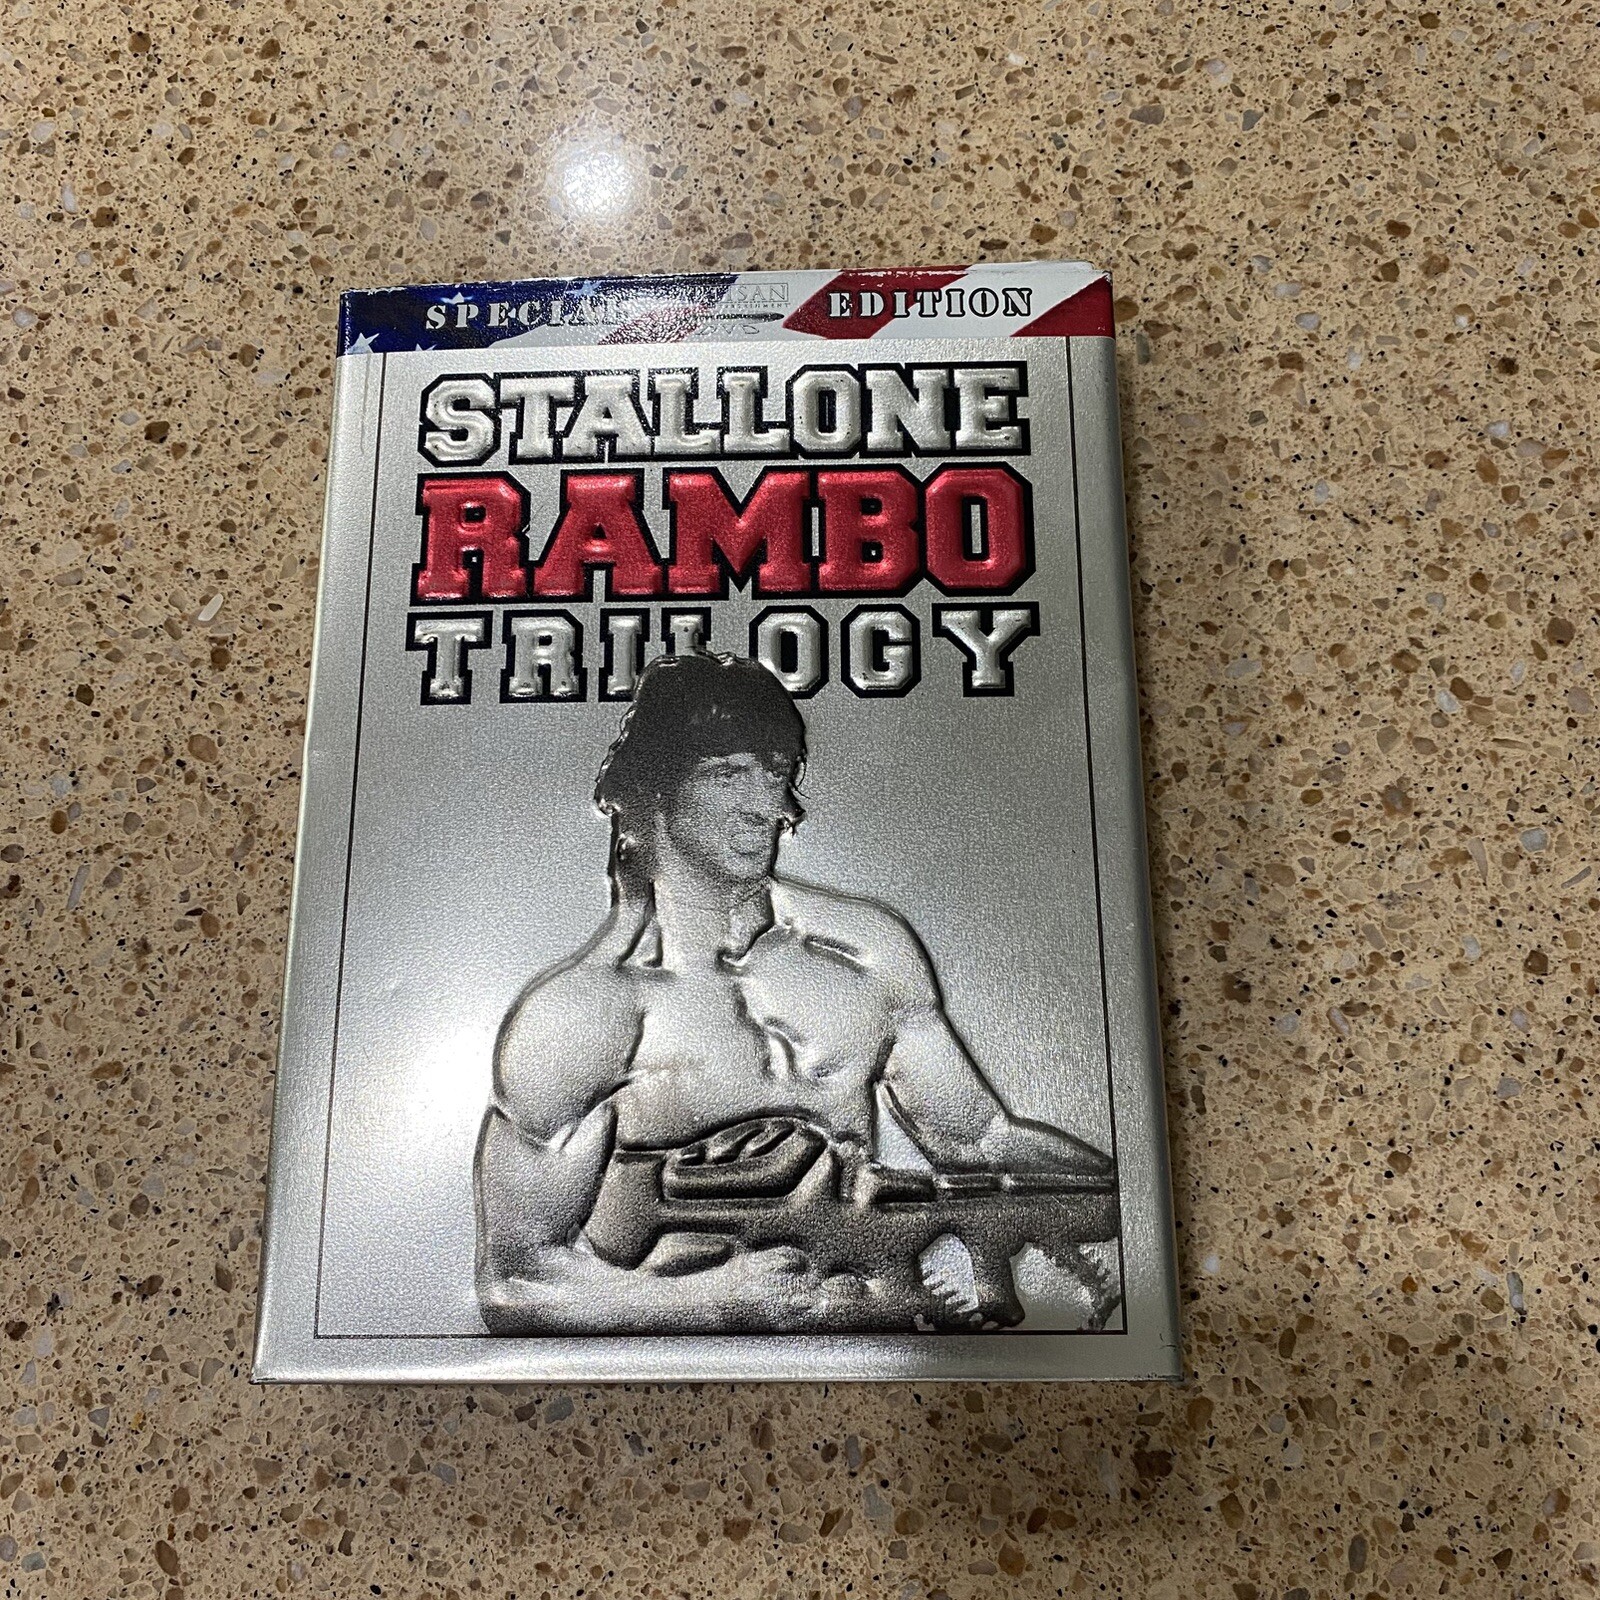 SPECIAL EDITION
STALLONE
RAMBO
TRILOGY